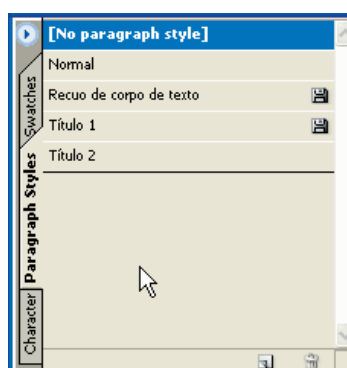 [No paragraph style]
Normal
Recuo de corpo de texto
Título 1
Título 2
Swatches
Paragraph Styles
Character